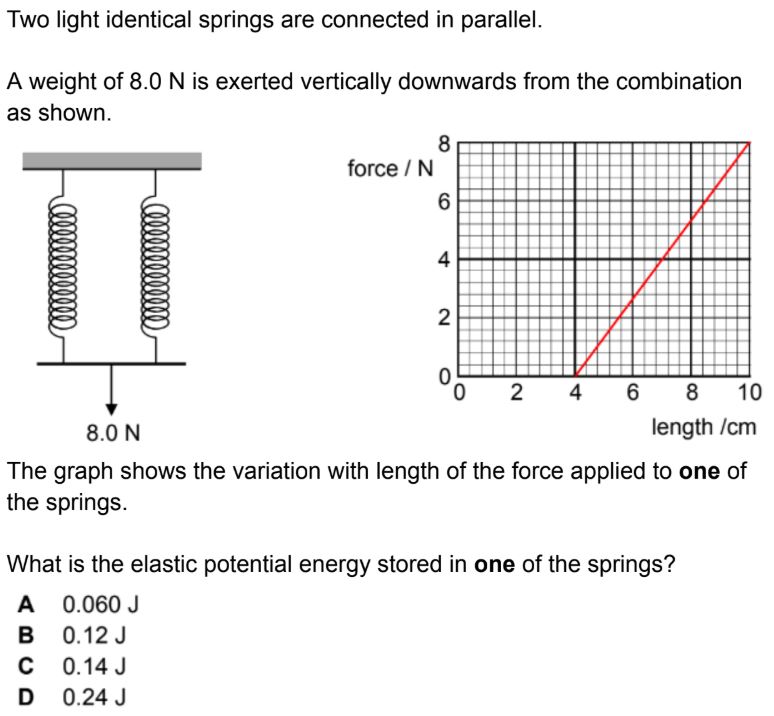 Two light identical springs are connected in parallel.
A weight of 8.0 N is exerted vertically downwards from the combination
as shown.
8.0 N
force / N
8
6
4
2
0
0 2 4 6 8 10
length /cm
The graph shows the variation with length of the force applied to one of
the springs.
What is the elastic potential energy stored in one of the springs?
A 0.060 J
B 0.12 J
C 0.14 J
D 0.24 J